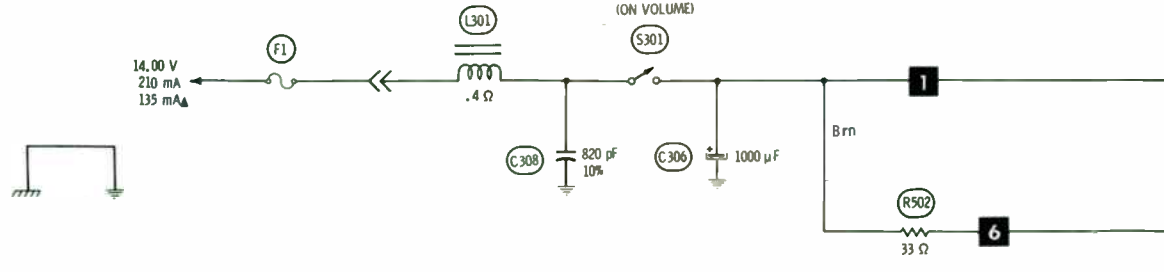 (ON VOLUME)
L301
S301
F1
14.00 V
210 mA
135 mA▲
.4 Ω
1
Brn
C308
820 pF
10%
C306
+
1000 µF
R502
33 Ω
6